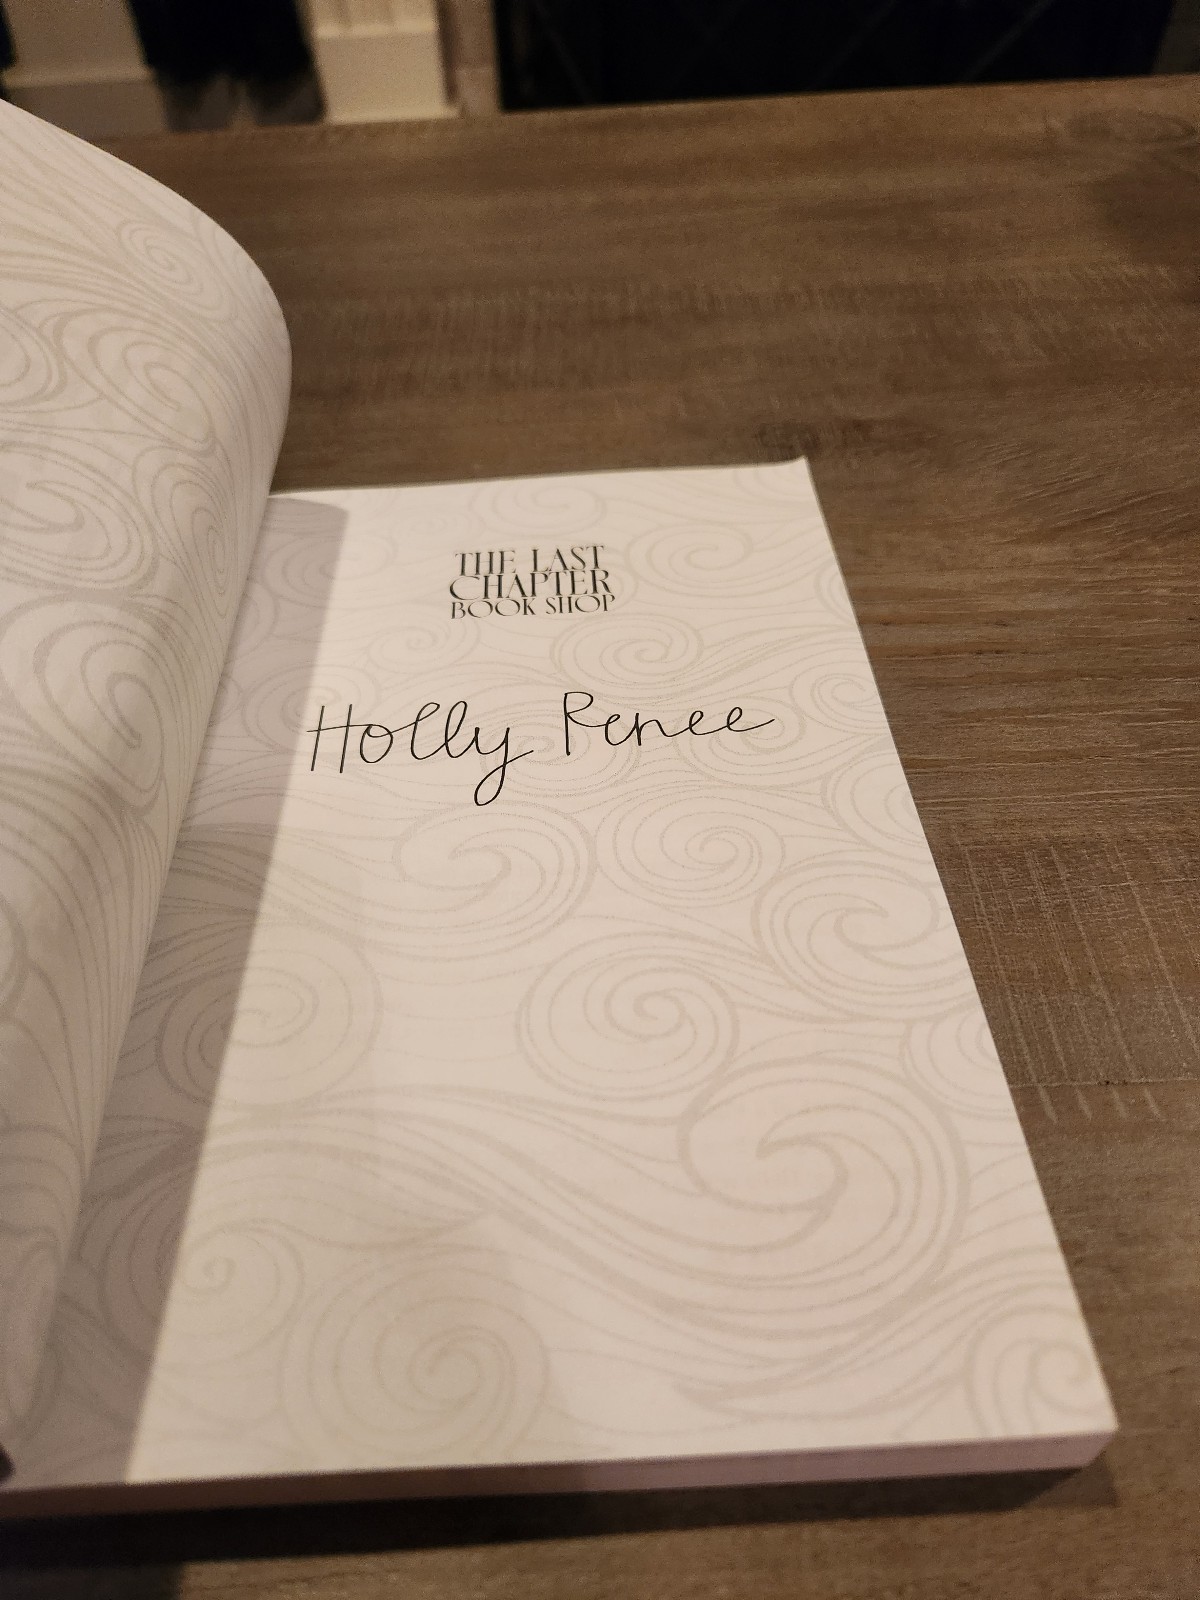 THE LAST
CHAPTER
BOOK SHOP
Holly Renee